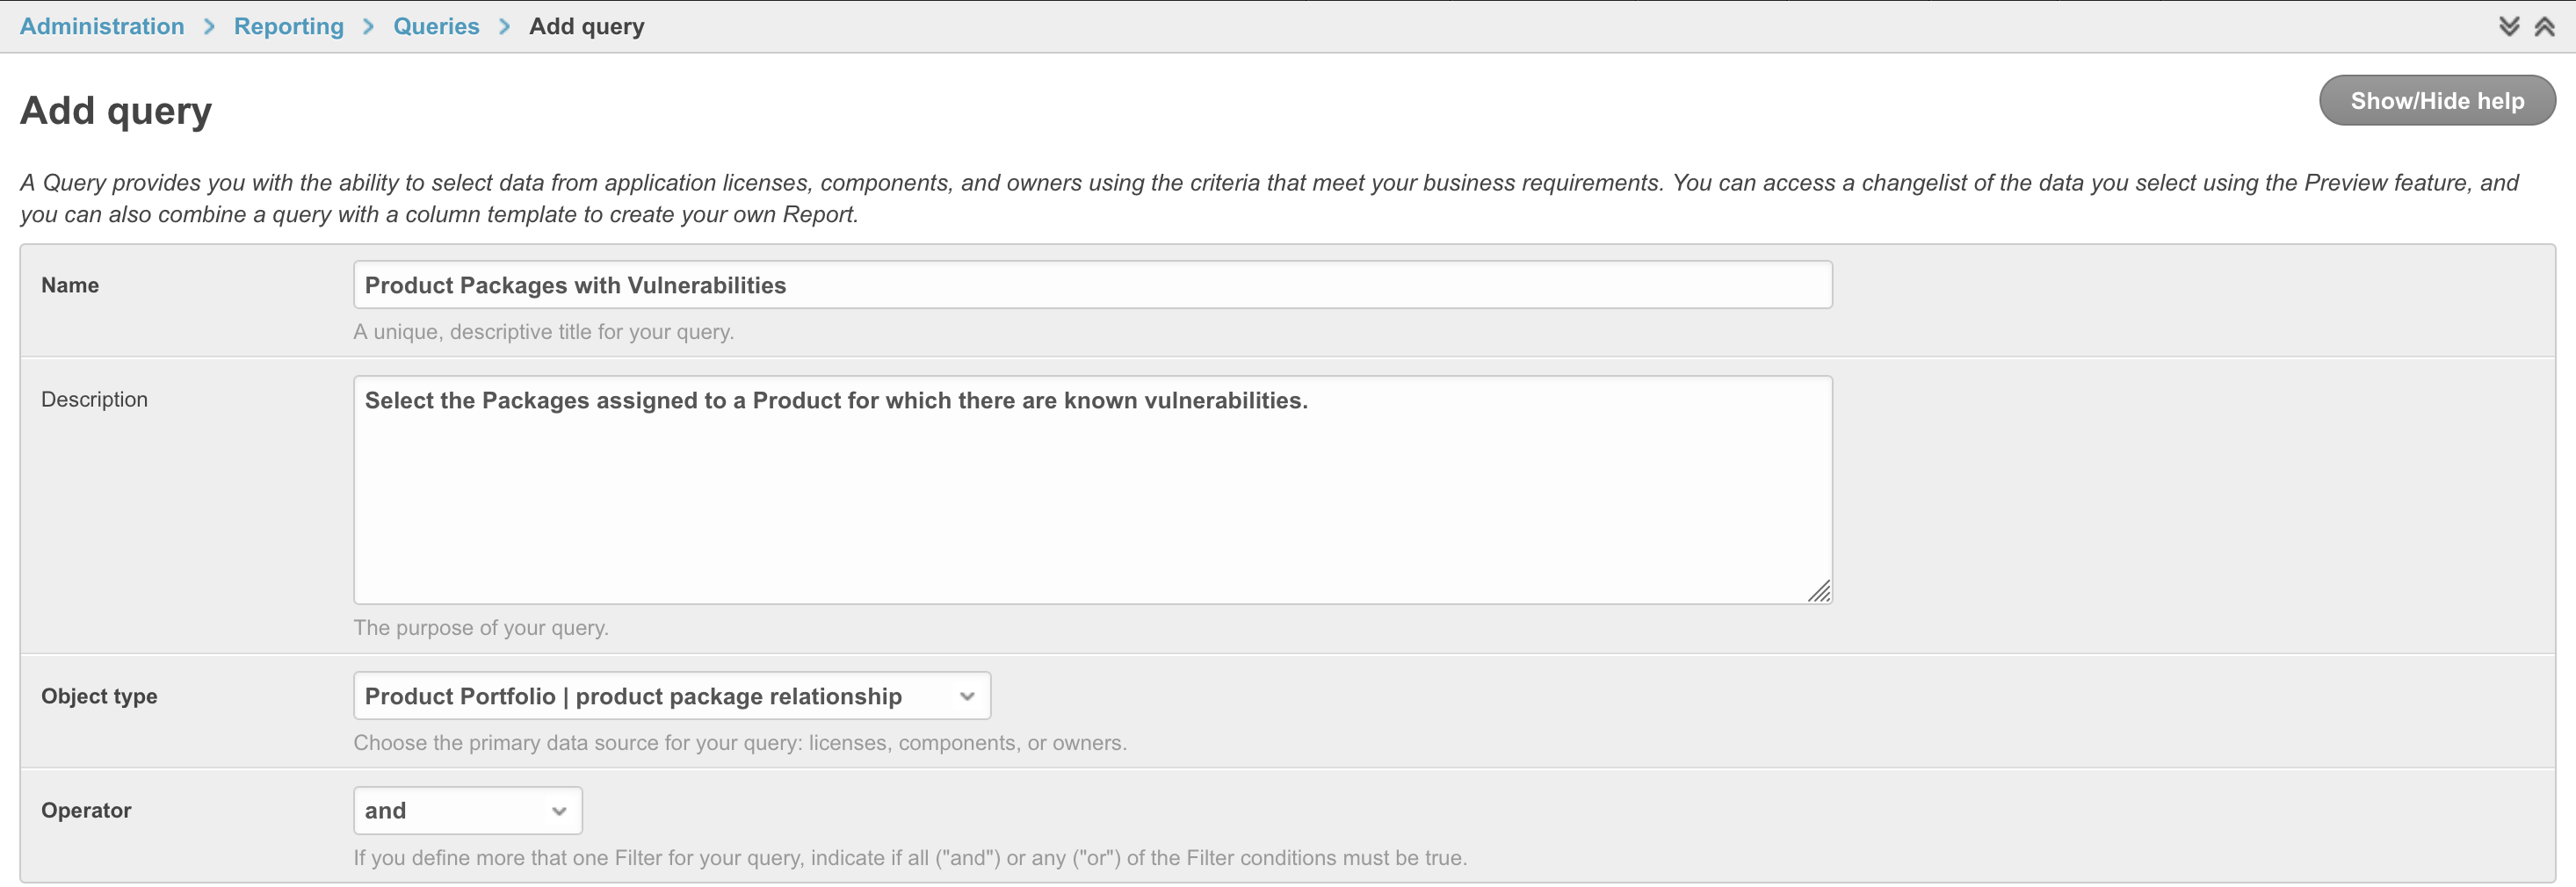 Administration > Reporting > Queries > Add query
Add query
Show/Hide help
A Query provides you with the ability to select data from application licenses, components, and owners using the criteria that meet your business requirements. You can access a changelist of the data you select using the Preview feature, and
you can also combine a query with a column template to create your own Report.
Name
Product Packages with Vulnerabilities
A unique, descriptive title for your query.
Description
Select the Packages assigned to a Product for which there are known vulnerabilities.
The purpose of your query.
Object type
Product Portfolio | product package relationship
Choose the primary data source for your query: licenses, components, or owners.
Operator
and
If you define more that one Filter for your query, indicate if all ("and") or any ("or") of the Filter conditions must be true.